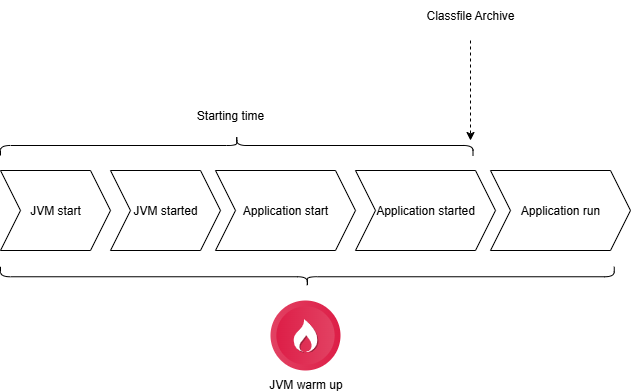 Classfile Archive
Starting time
JVM start
JVM started
Application start
Application started
Application run
JVM warm up